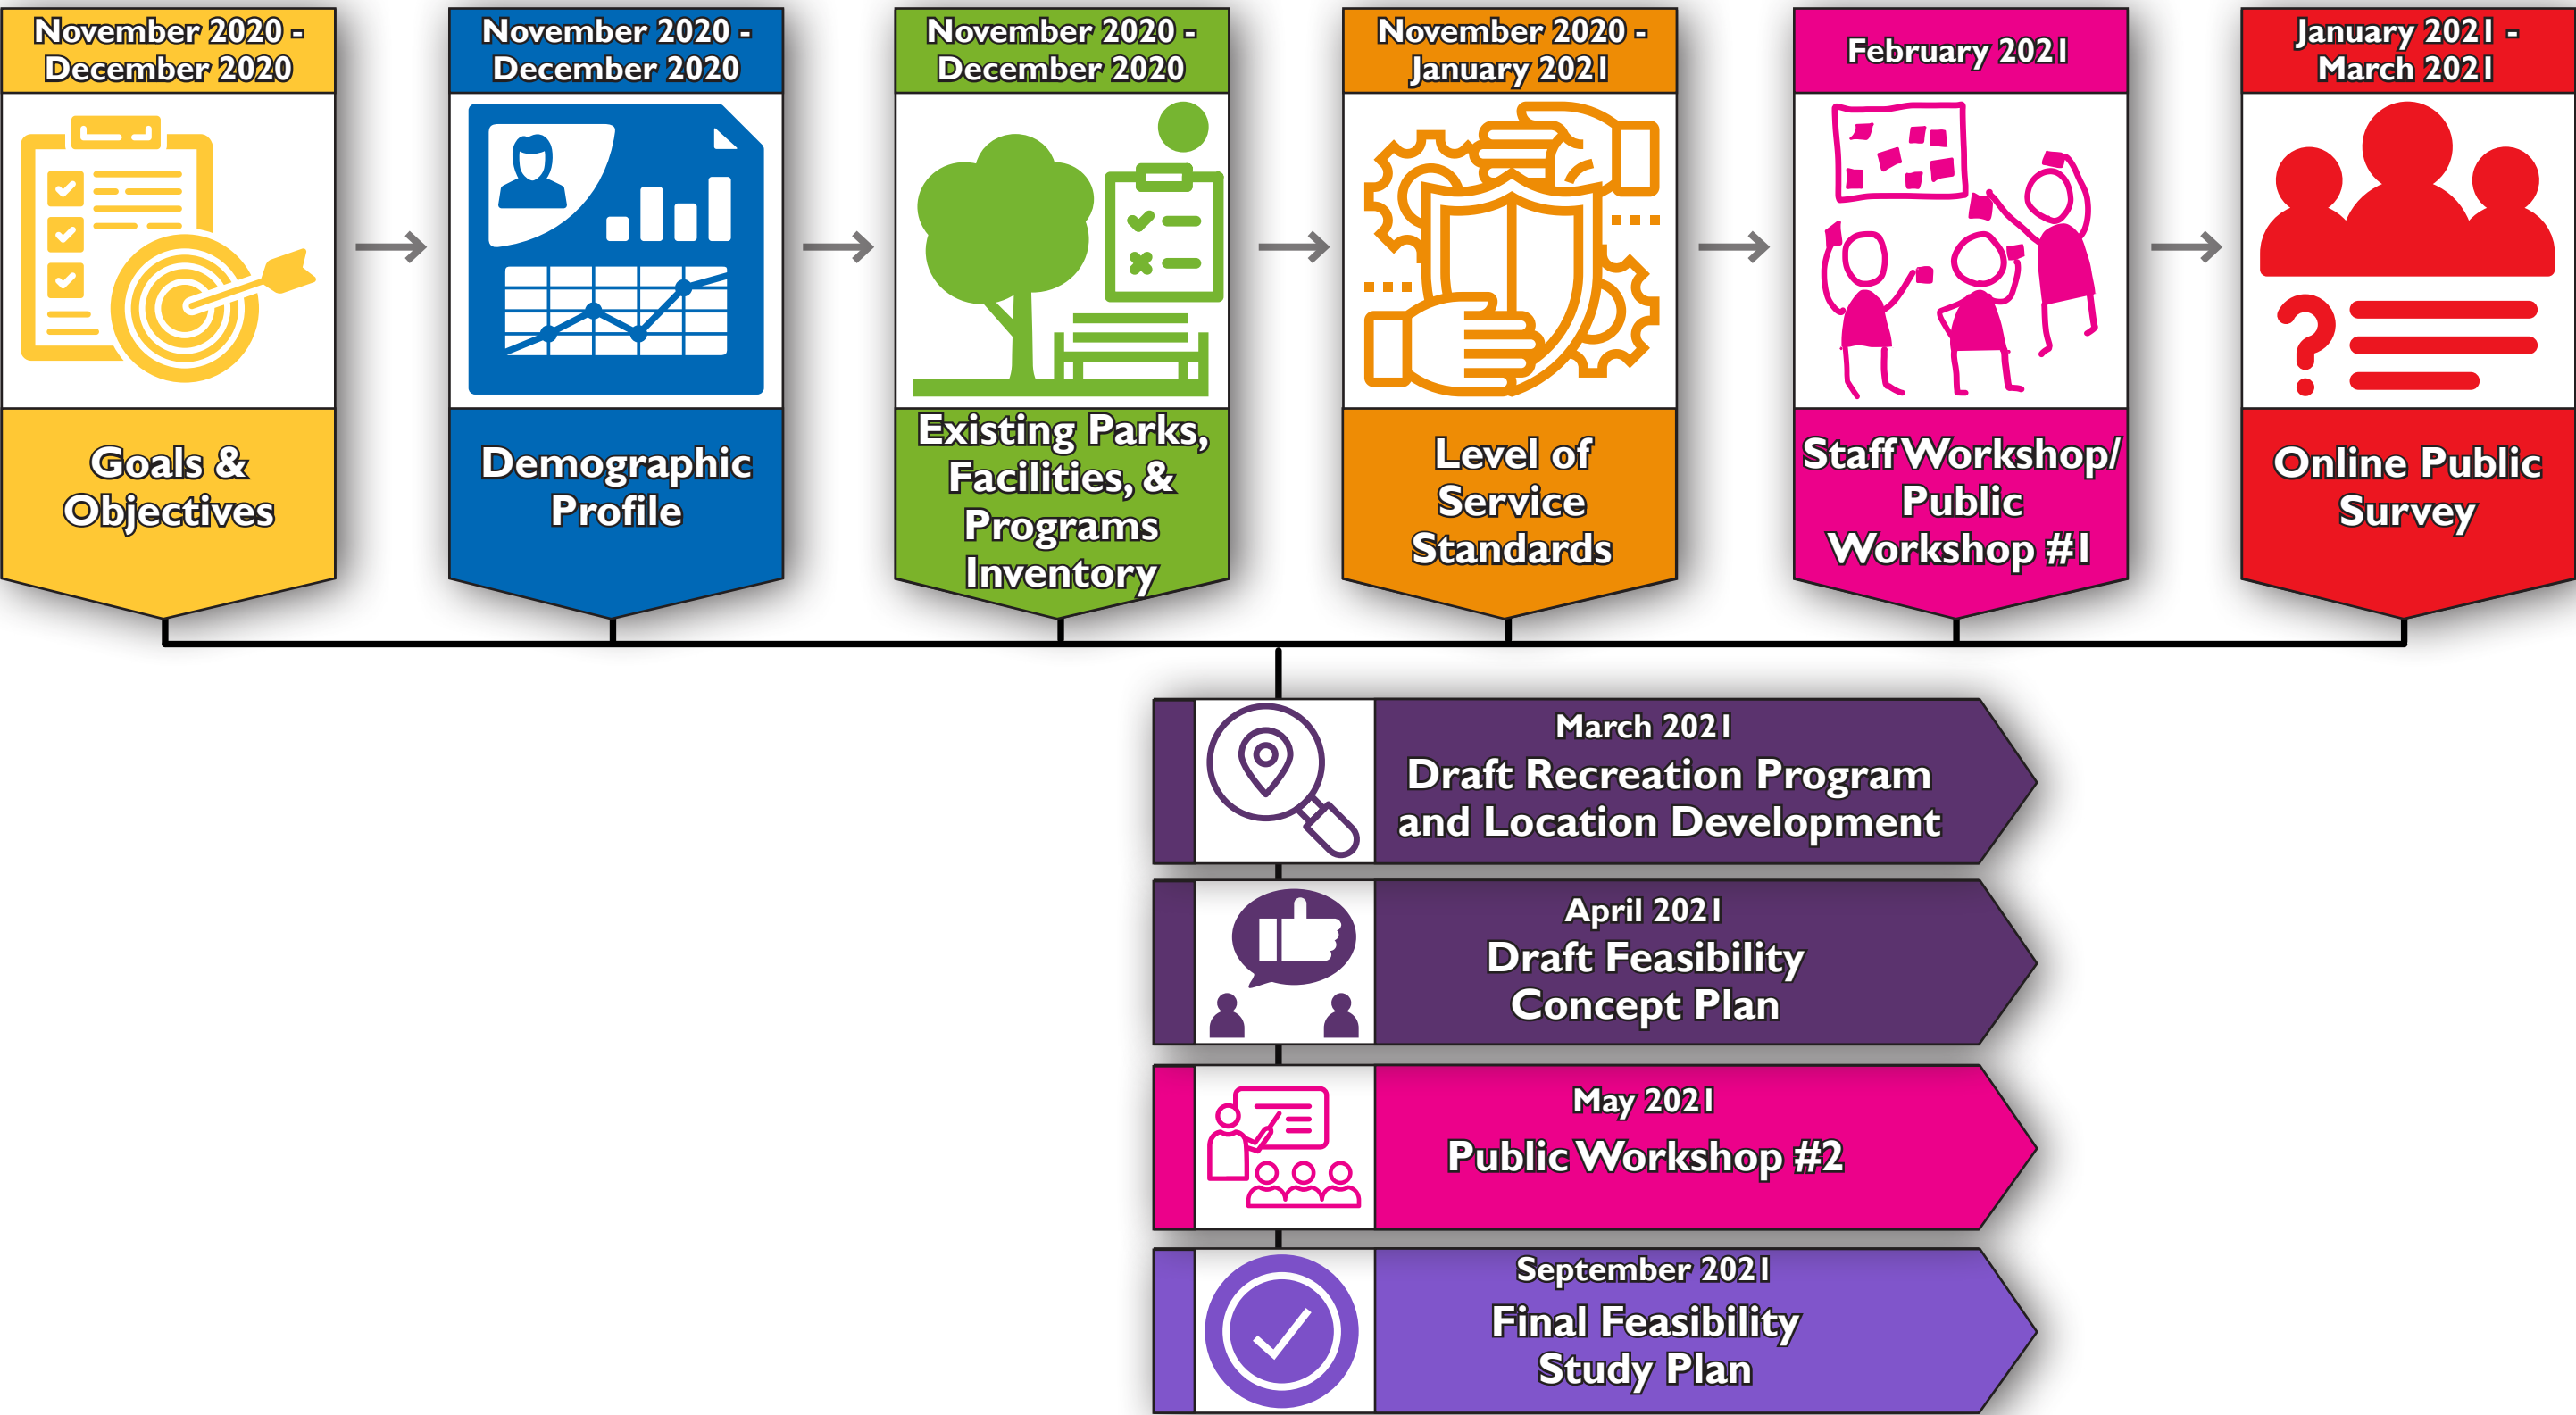 November 2020 -
December 2020
Goals &
Objectives
November 2020 -
December 2020
Demographic
Profile
November 2020 -
December 2020
Existing Parks,
Facilities, &
Programs
Inventory
November 2020 -
January 2021
Level of
Service
Standards
February 2021
Staff Workshop/
Public
Workshop #1
January 2021 -
March 2021
Online Public
Survey
March 2021
Draft Recreation Program
and Location Development
April 2021
Draft Feasibility
Concept Plan
May 2021
Public Workshop #2
September 2021
Final Feasibility
Study Plan